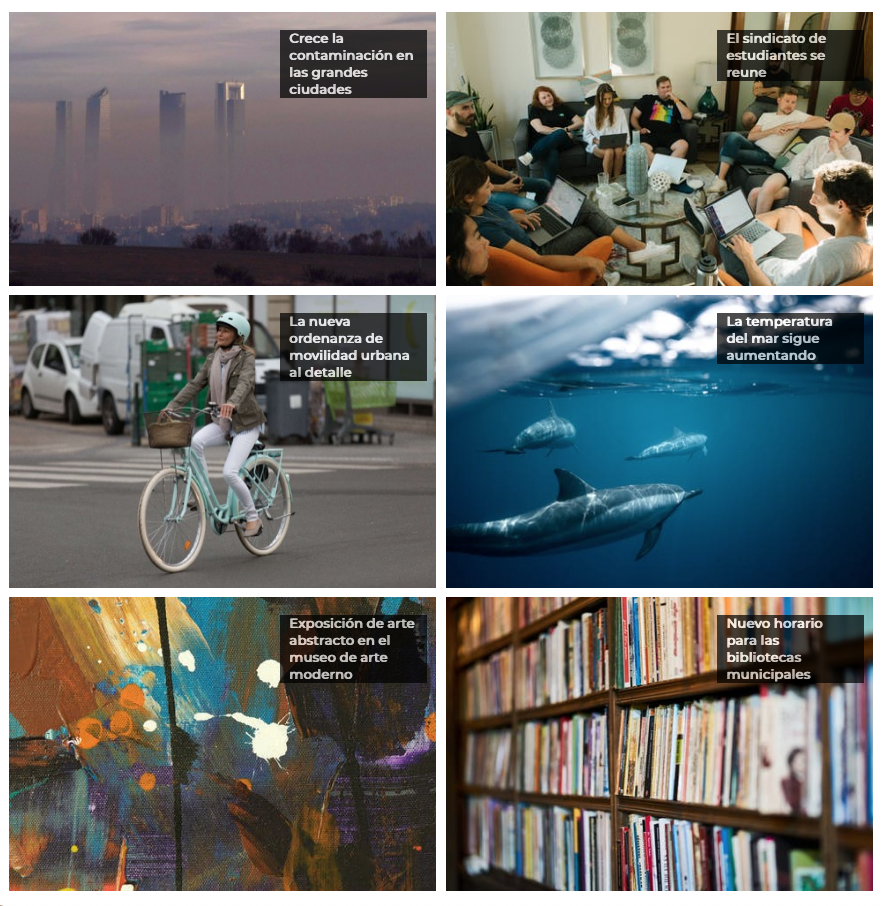 Crece la
contaminación en
las grandes
ciudades
El sindicato de
estudiantes se
reune
La nueva
ordenanza de
movilidad urbana
al detalle
La temperatura
del mar sigue
aumentando
Exposición de arte
abstracto en el
museo de arte
moderno
Nuevo horario
para las
bibliotecas
municipales